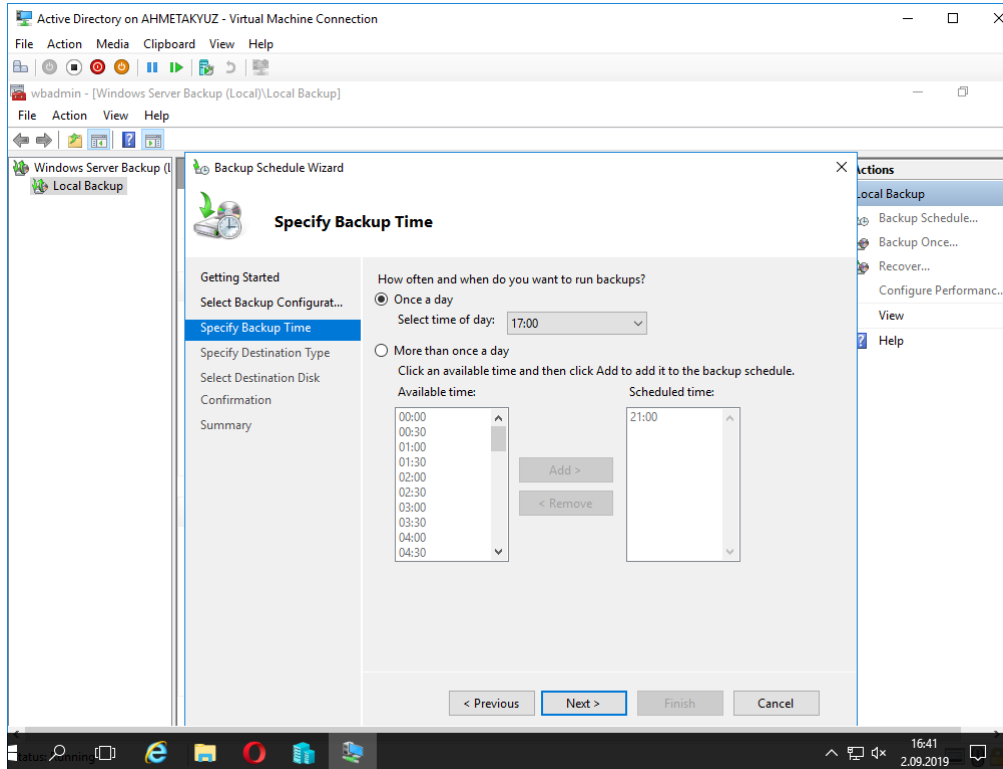 Active Directory on AHMETAKYUZ - Virtual Machine Connection
File Action Media Clipboard View Help
wbadmin - [Windows Server Backup (Local)\Local Backup]
File Action View Help
Windows Server Backup (L
Local Backup
Backup Schedule Wizard
Specify Backup Time
Getting Started
Select Backup Configurat...
Specify Backup Time
Specify Destination Type
Select Destination Disk
Confirmation
Summary
How often and when do you want to run backups?
Once a day
Select time of day: 17:00
More than once a day
Click an available time and then click Add to add it to the backup schedule.
Available time: Scheduled time:
00:00 21:00
00:30
01:00
01:30
02:00
02:30
03:00
03:30
04:00
04:30
Add >
< Remove
< Previous Next > Finish Cancel
Actions
Local Backup
Backup Schedule...
Backup Once...
Recover...
Configure Performanc...
View
Help
16:41
2.09.2019